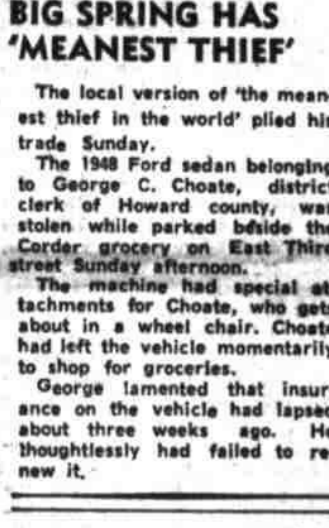 BIG SPRING HAS
'MEANEST THIEF'
The local version of 'the mean
est thief in the world' plied hi
trade Sunday.
The 1948 Ford sedan belonging
to George C. Choate, distric
clerk of Howard county, wa
stolen while parked beside the
Corder grocery on East Third
street Sunday afternoon.
The machine had special at
tachments for Choate, who gets
about in a wheel chair. Choate
had left the vehicle momentarily
to shop for groceries.
George lamented that insur
ance on the vehicle had lapsed
about three weeks ago. He
thoughtlessly had failed to re
new it.